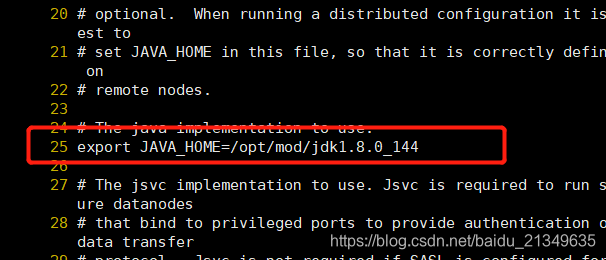 20 # optional.  When running a distributed configuration it is
est to
21 # set JAVA_HOME in this file, so that it is correctly defin
on
22 # remote nodes.
23
24 # The java implementation to use.
25 export JAVA_HOME=/opt/mod/jdk1.8.0_144
26
27 # The jsvc implementation to use. Jsvc is required to run s
ure datanodes
28 # that bind to privileged ports to provide authentication o
data transfer
https://blog.csdn.net/baidu_21349635
29 # protocol.  Jsvc is not required if SASL is configured for